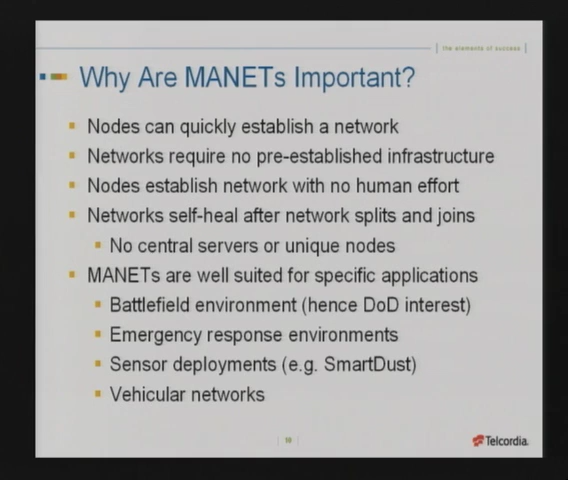 the elements of success
Why Are MANETs Important?
Nodes can quickly establish a network
Networks require no pre-established infrastructure
Nodes establish network with no human effort
Networks self-heal after network splits and joins
No central servers or unique nodes
MANETs are well suited for specific applications
Battlefield environment (hence DoD interest)
Emergency response environments
Sensor deployments (e.g. SmartDust)
Vehicular networks
Telcordia.